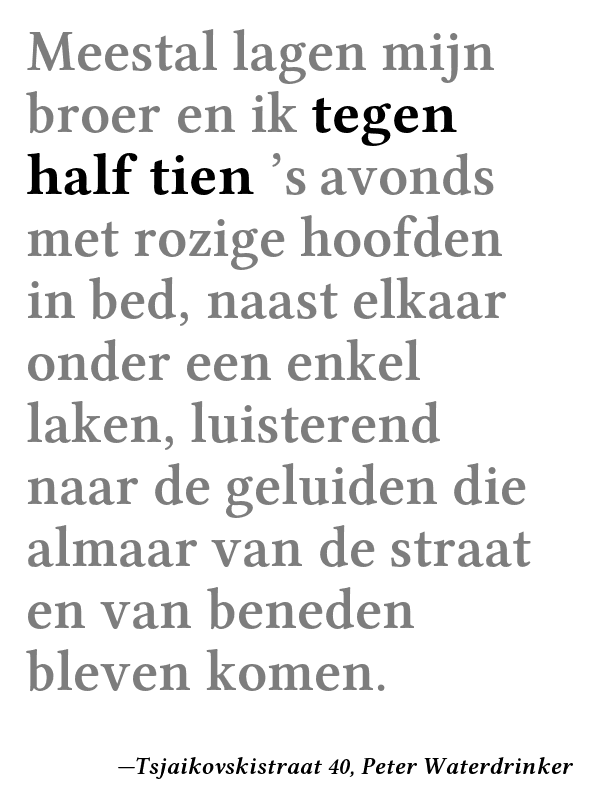 Meestal lagen mijn
broer en ik tegen
half tien ’s avonds
met rozige hoofden
in bed, naast elkaar
onder een enkel
laken, luisterend
naar de geluiden die
almaar van de straat
en van beneden
bleven komen.
—Tsjaikovskistraat 40, Peter Waterdrinker